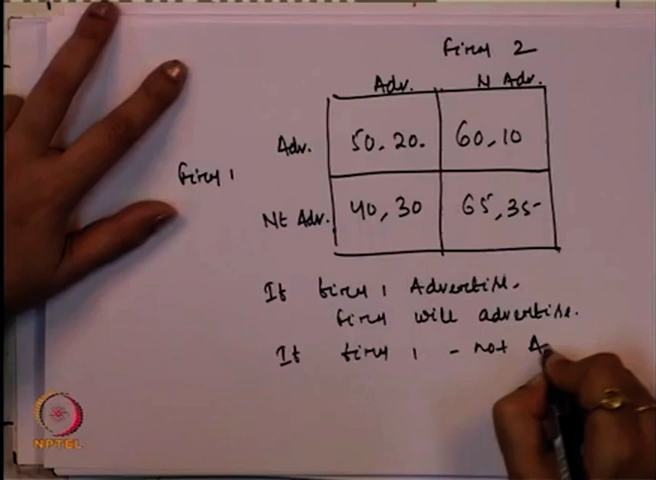 Firm 2
Adv. N Adv.
Adv. 50, 20. 60, 10
Firm 1
Nt Adv. 40, 30 65, 35
If firm 1 Advertise.
firm will advertise.
If firm 1 - not A
NPTEL